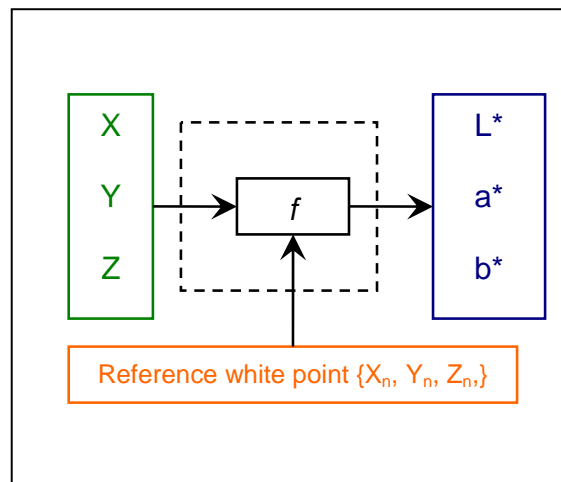 X
Y
Z
f
L*
a*
b*
Reference white point {Xₙ, Yₙ, Zₙ,}